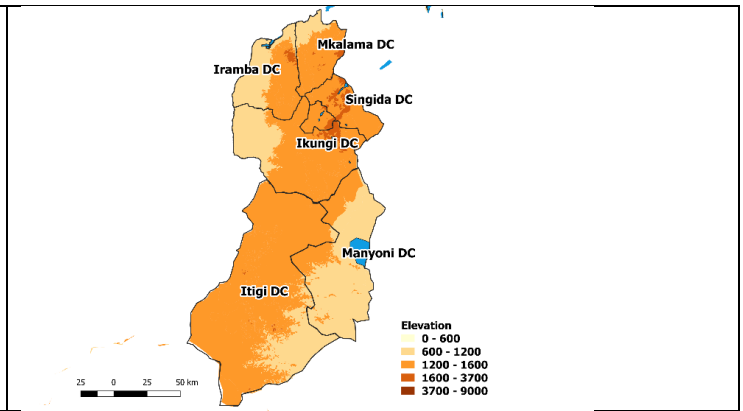 Mkalama DC
Iramba DC
Singida DC
Ikungi DC
Manyoni DC
Itigi DC
Elevation
0 - 600
600 - 1200
1200 - 1600
1600 - 3700
3700 - 9000
25 0 25 50 km